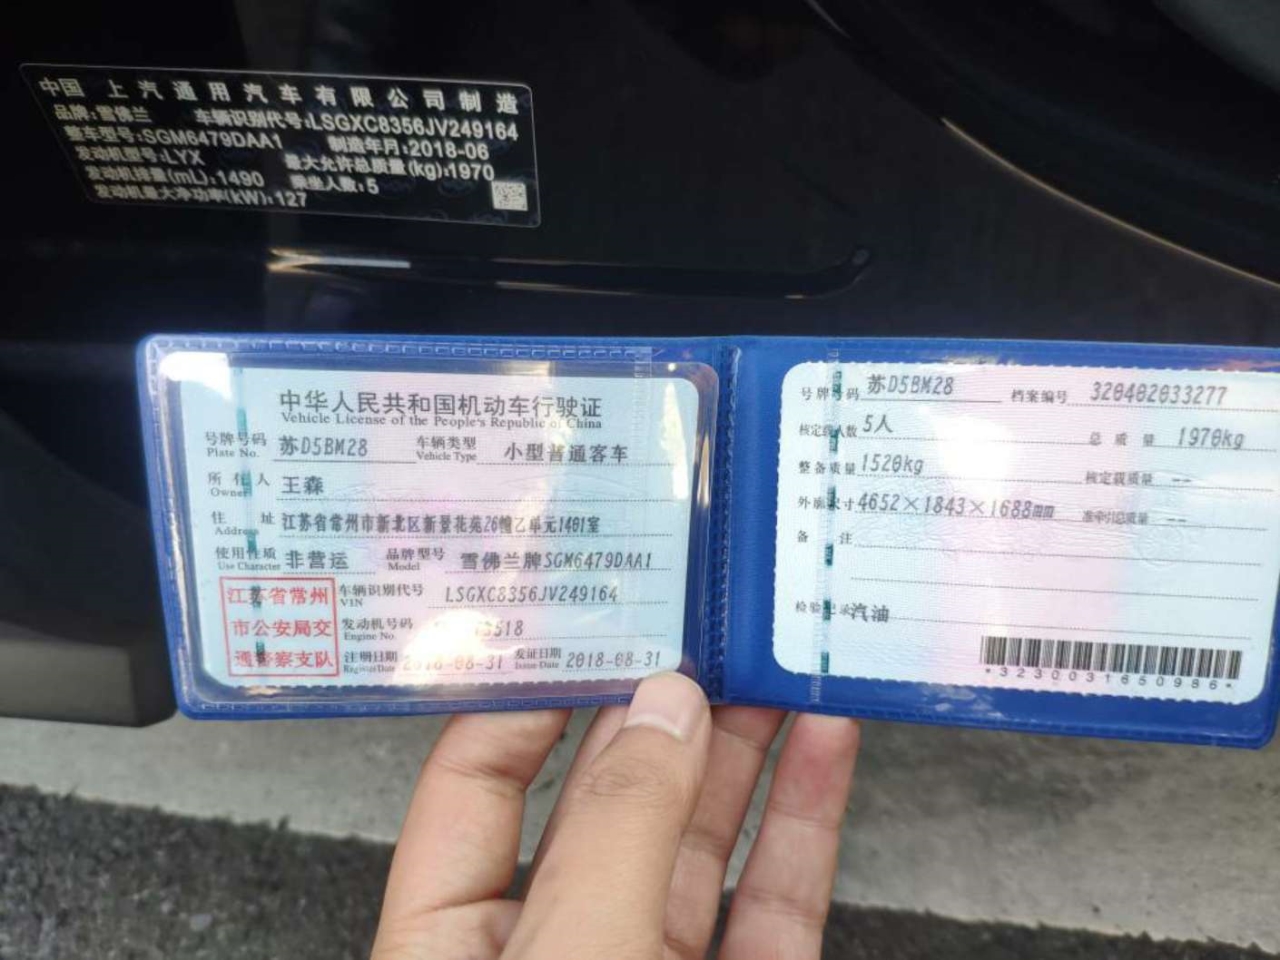 中国 上汽通用汽车有限公司制造
品牌:雪佛兰 车辆识别代号:LSGXC8356JV249164
整车型号:SGM6479DAA1 制造年月:2018-06
发动机型号:LYX 最大允许总质量(kg):1970
发动机排量(mL):1490 乘坐人数:5
发动机最大净功率(kW):127
中华人民共和国机动车行驶证
Vehicle License of the People's Republic of China
号牌号码 苏D5BM28 车辆类型 小型普通客车
Plate No. Vehicle Type
所有人 王森
Owner
住址 江苏省常州市新北区新景花苑26幢乙单元1401室
Address
使用性质 非营运 品牌型号 雪佛兰牌SGM6479DAA1
Use Character Model
江苏省常州
市公安局交
通警察支队
车辆识别代号 LSGXC8356JV249164
VIN
发动机号码 3518
Engine No.
注册日期 2018-08-31 发证日期 2018-08-31
Register Date Issue Date
号牌号码 苏D5BM28 档案编号 320402033277
核定载人数 5人 总质量 1970kg
整备质量 1520kg 核定载质量 --
外廓尺寸 4652×1843×1688mm 准牵引总质量 --
备注
检验记录 汽油
*3230031650986*